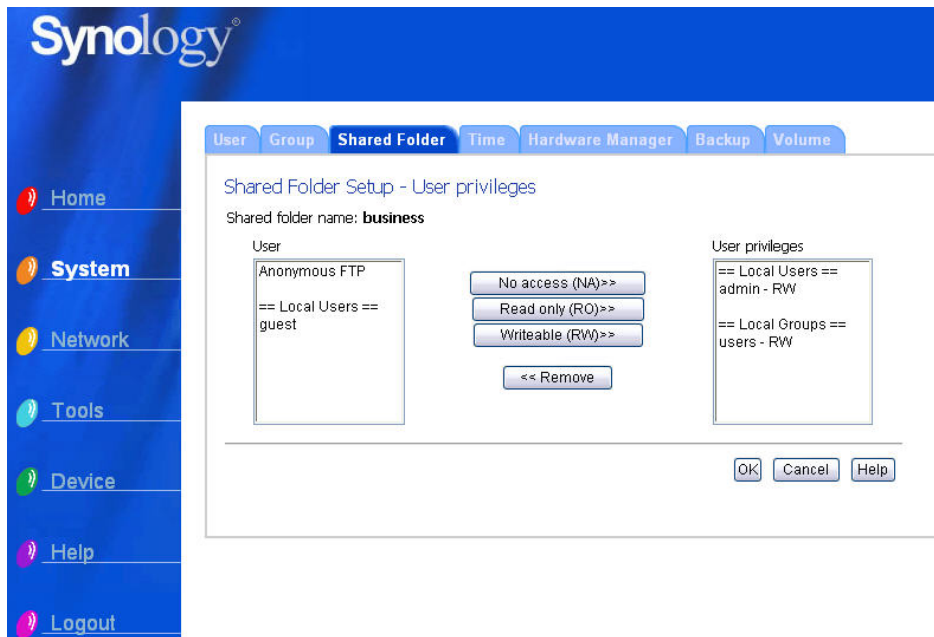 Synology®
User Group Shared Folder Time Hardware Manager Backup Volume
Home
System
Network
Tools
Device
Help
Logout
Shared Folder Setup - User privileges
Shared folder name: business
User
Anonymous FTP
== Local Users ==
guest
No access (NA)>>
Read only (RO)>>
Writeable (RW)>>
<< Remove
User privileges
== Local Users ==
admin - RW
== Local Groups ==
users - RW
OK Cancel Help